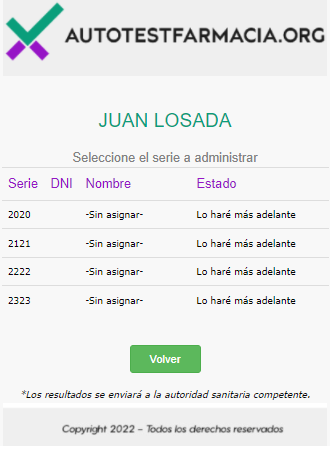 AUTOTESTFARMACIA.ORG
JUAN LOSADA
Seleccione el serie a administrar
Serie DNI Nombre Estado
2020 -Sin asignar- Lo haré más adelante
2121 -Sin asignar- Lo haré más adelante
2222 -Sin asignar- Lo haré más adelante
2323 -Sin asignar- Lo haré más adelante
Volver
*Los resultados se enviará a la autoridad sanitaria competente.
Copyright 2022 – Todos los derechos reservados